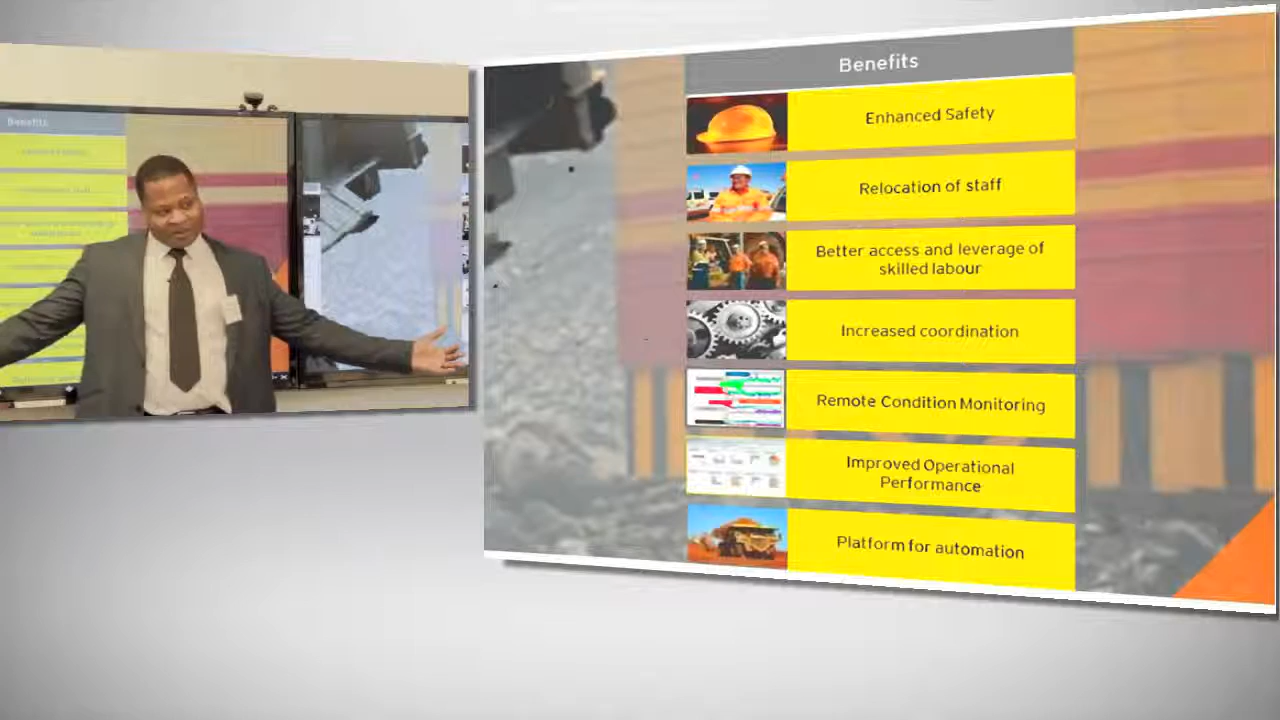 Benefits
Benefits
Enhanced Safety
Relocation of staff
Better access and leverage of
skilled labour
Increased coordination
Remote Condition Monitoring
Improved Operational
Performance
Platform for automation